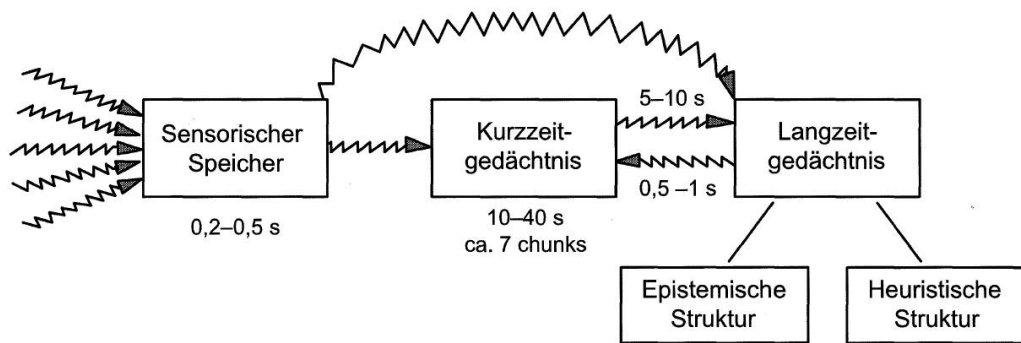 5–10 s
Sensorischer
Speicher
Kurzzeit-
gedächtnis
Langzeit-
gedächtnis
0,2–0,5 s
10–40 s
ca. 7 chunks
0,5 –1 s
Epistemische
Struktur
Heuristische
Struktur